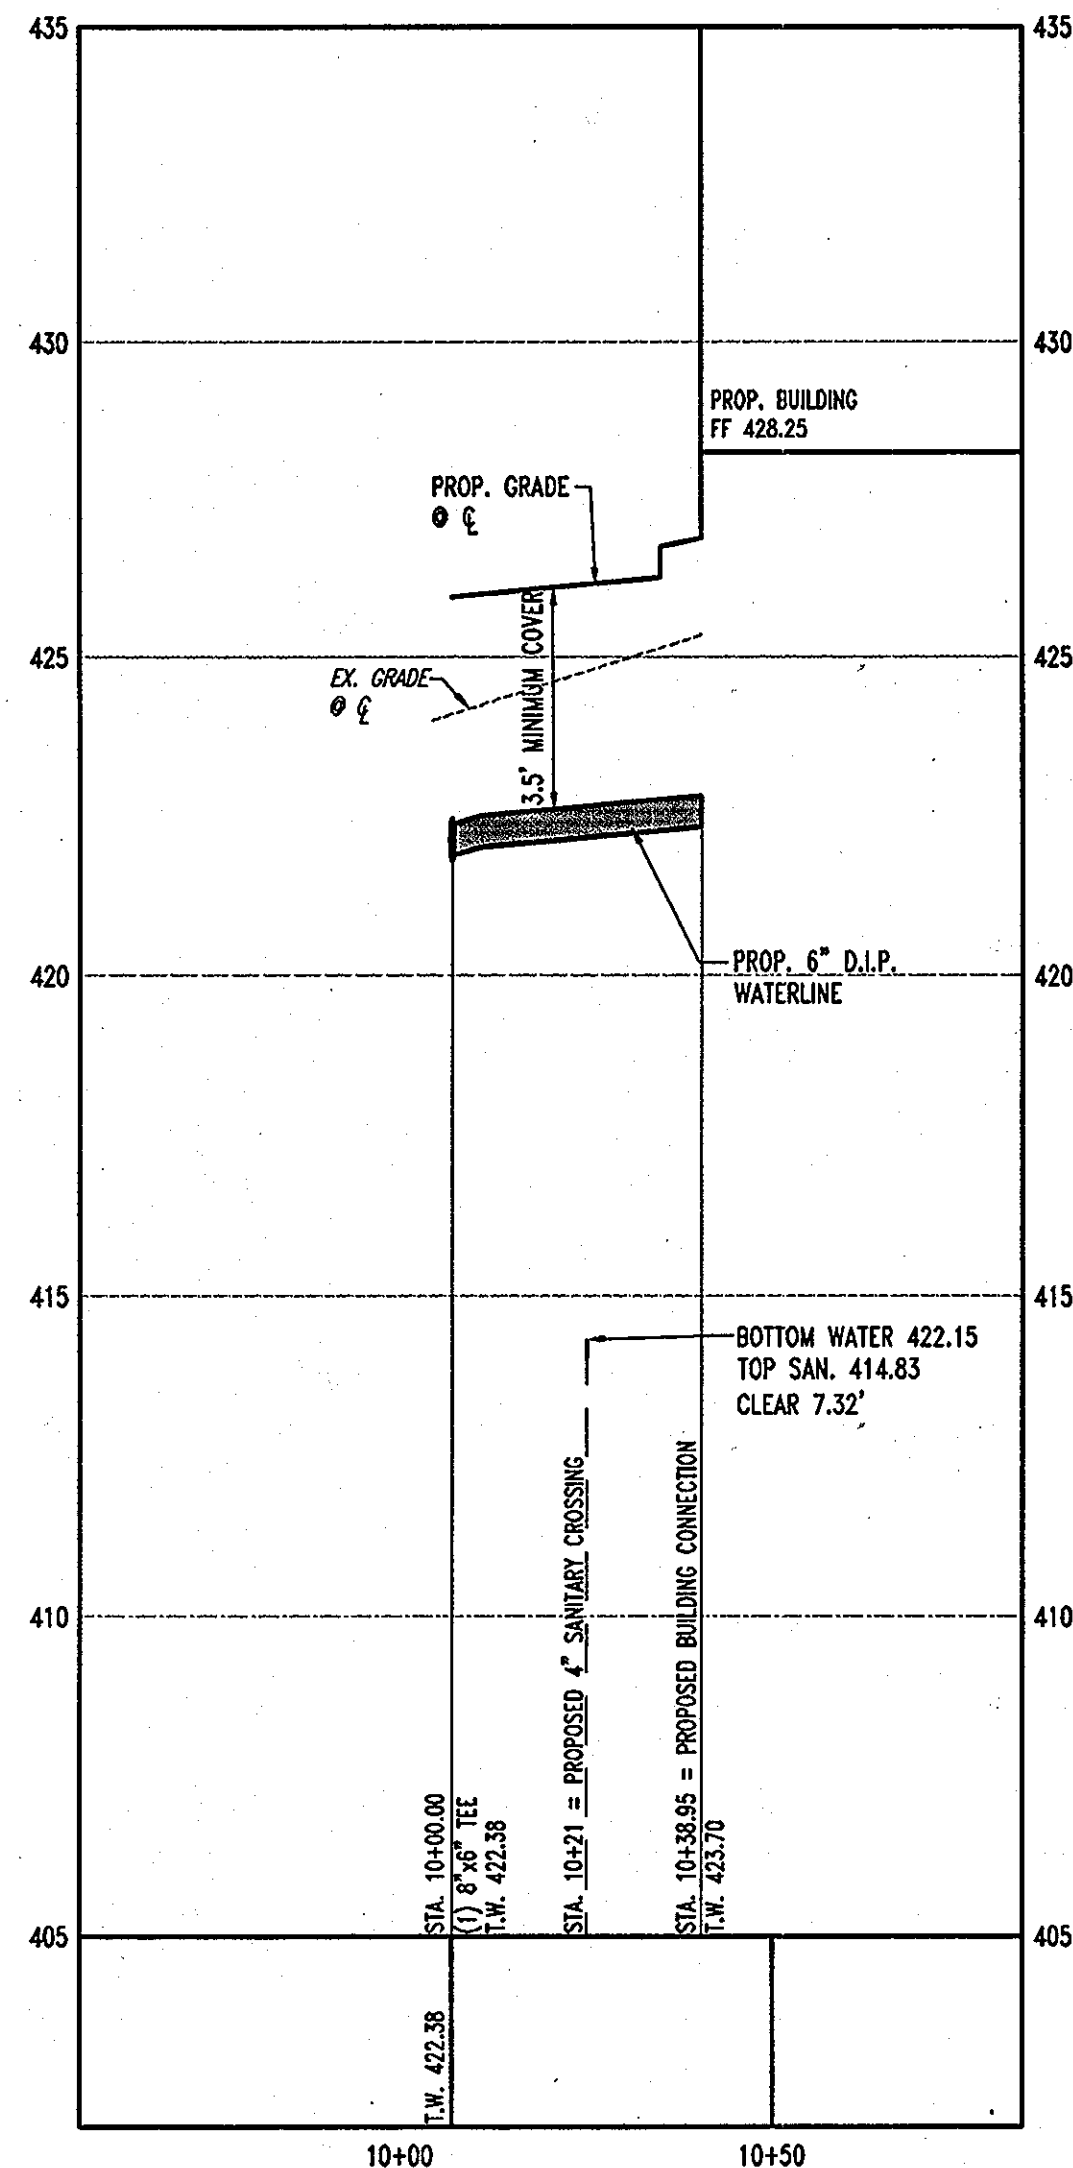 435
435
430
430
PROP. BUILDING
FF 428.25
PROP. GRADE
@ ℄
3.5' MINIMUM COVER
425
425
EX. GRADE
@ ℄
PROP. 6" D.I.P.
WATERLINE
420
420
415
415
BOTTOM WATER 422.15
TOP SAN. 414.83
CLEAR 7.32'
410
410
STA. 10+00.00
(1) 8"x6" TEE
T.W. 422.38
STA. 10+21 = PROPOSED 4" SANITARY CROSSING
STA. 10+38.95 = PROPOSED BUILDING CONNECTION
T.W. 423.70
405
405
T.W. 422.38
10+00
10+50